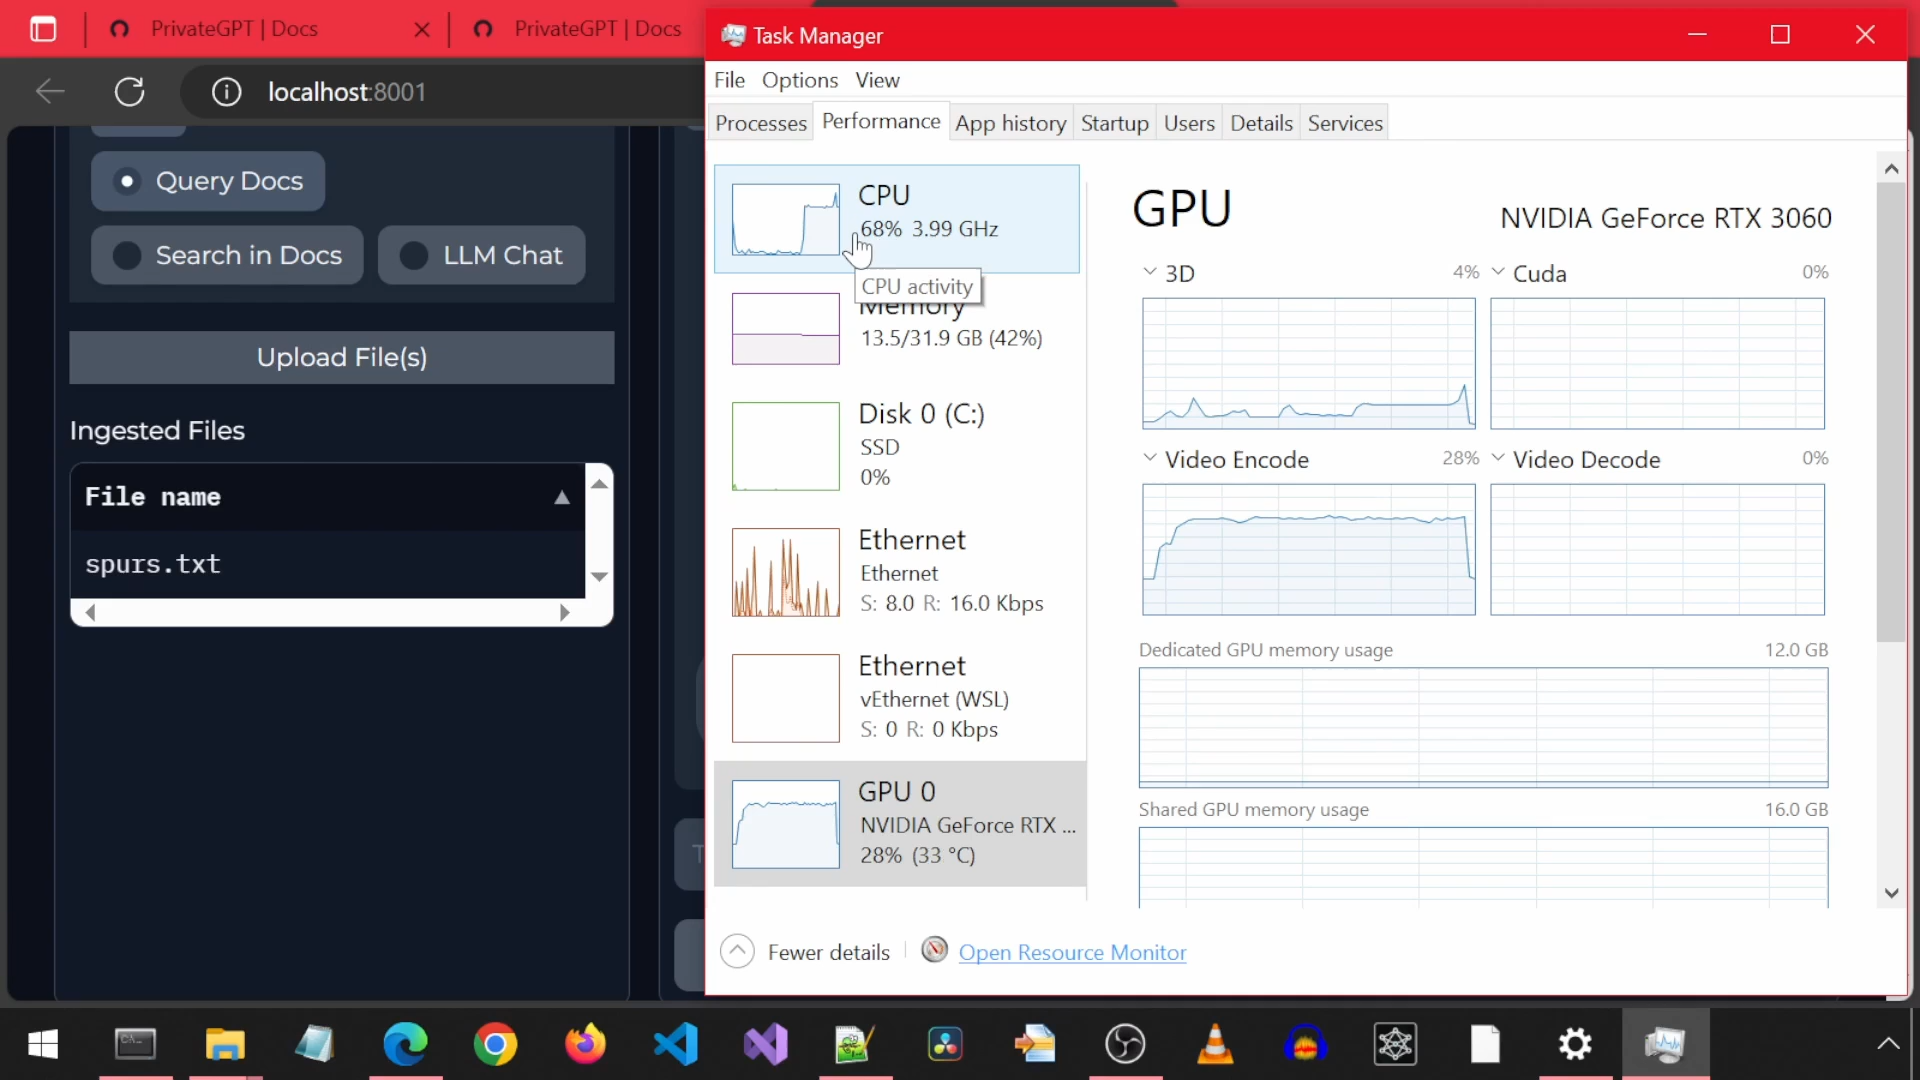 PrivateGPT | Docs
PrivateGPT | Docs
localhost:8001
Query Docs
Search in Docs
LLM Chat
Upload File(s)
Ingested Files
File name
spurs.txt
Task Manager
File Options View
Processes Performance App history Startup Users Details Services
CPU
68% 3.99 GHz
CPU activity
Memory
13.5/31.9 GB (42%)
Disk 0 (C:)
SSD
0%
Ethernet
Ethernet
S: 8.0 R: 16.0 Kbps
Ethernet
vEthernet (WSL)
S: 0 R: 0 Kbps
GPU 0
NVIDIA GeForce RTX ...
28% (33 °C)
GPU
NVIDIA GeForce RTX 3060
3D 4%
Cuda 0%
Video Encode 28%
Video Decode 0%
Dedicated GPU memory usage 12.0 GB
Shared GPU memory usage 16.0 GB
Fewer details
Open Resource Monitor